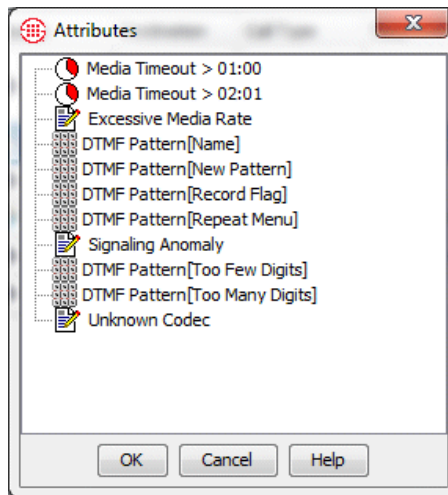 Attributes
Media Timeout > 01:00
Media Timeout > 02:01
Excessive Media Rate
DTMF Pattern[Name]
DTMF Pattern[New Pattern]
DTMF Pattern[Record Flag]
DTMF Pattern[Repeat Menu]
Signaling Anomaly
DTMF Pattern[Too Few Digits]
DTMF Pattern[Too Many Digits]
Unknown Codec
OK Cancel Help